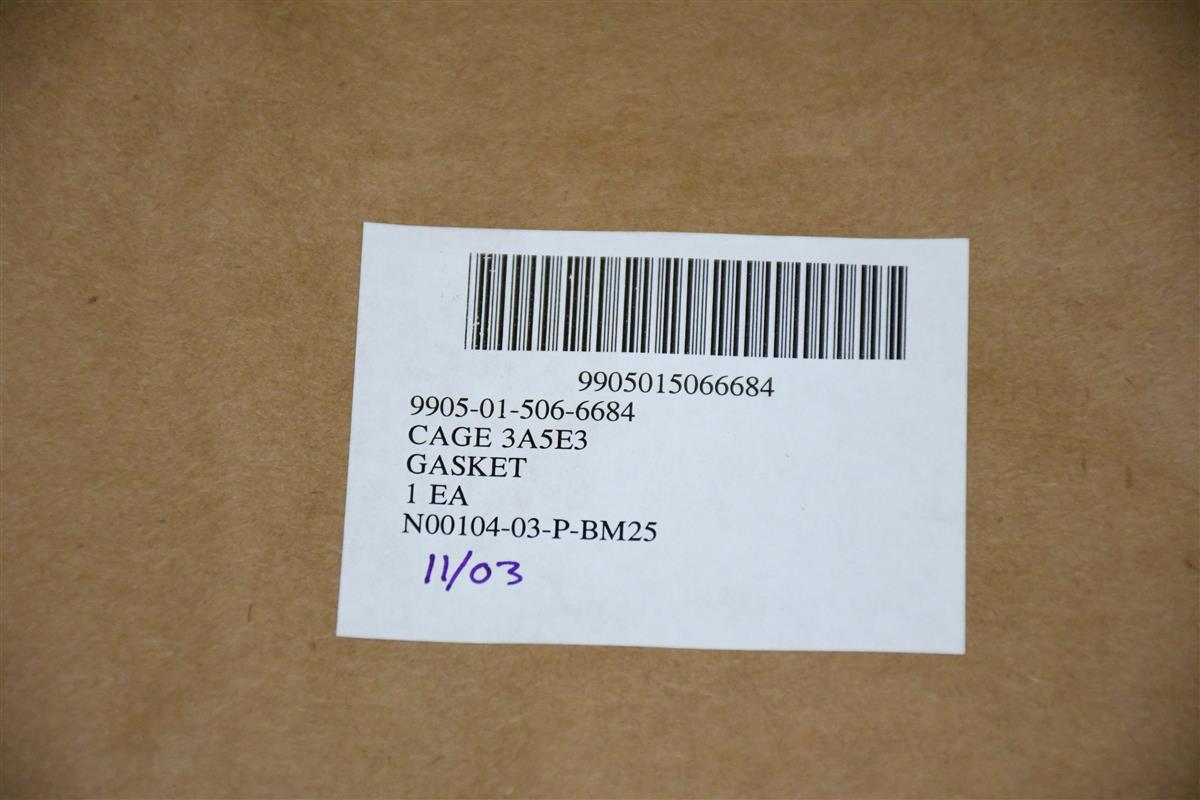 9905015066684
9905-01-506-6684
CAGE 3A5E3
GASKET
1 EA
N00104-03-P-BM25
11/03